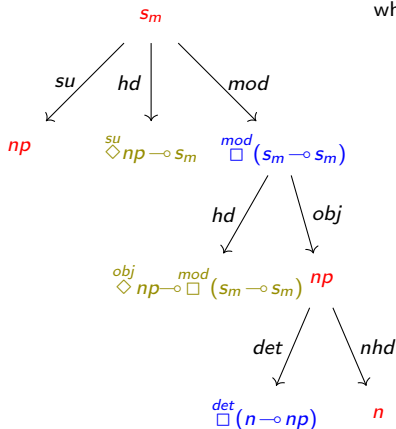 wh
s_m
su hd mod
np ◇^su np ⊸ s_m □^mod (s_m ⊸ s_m)
hd obj
◇^obj np ⊸ □^mod (s_m ⊸ s_m) np
det nhd
□^det (n ⊸ np) n